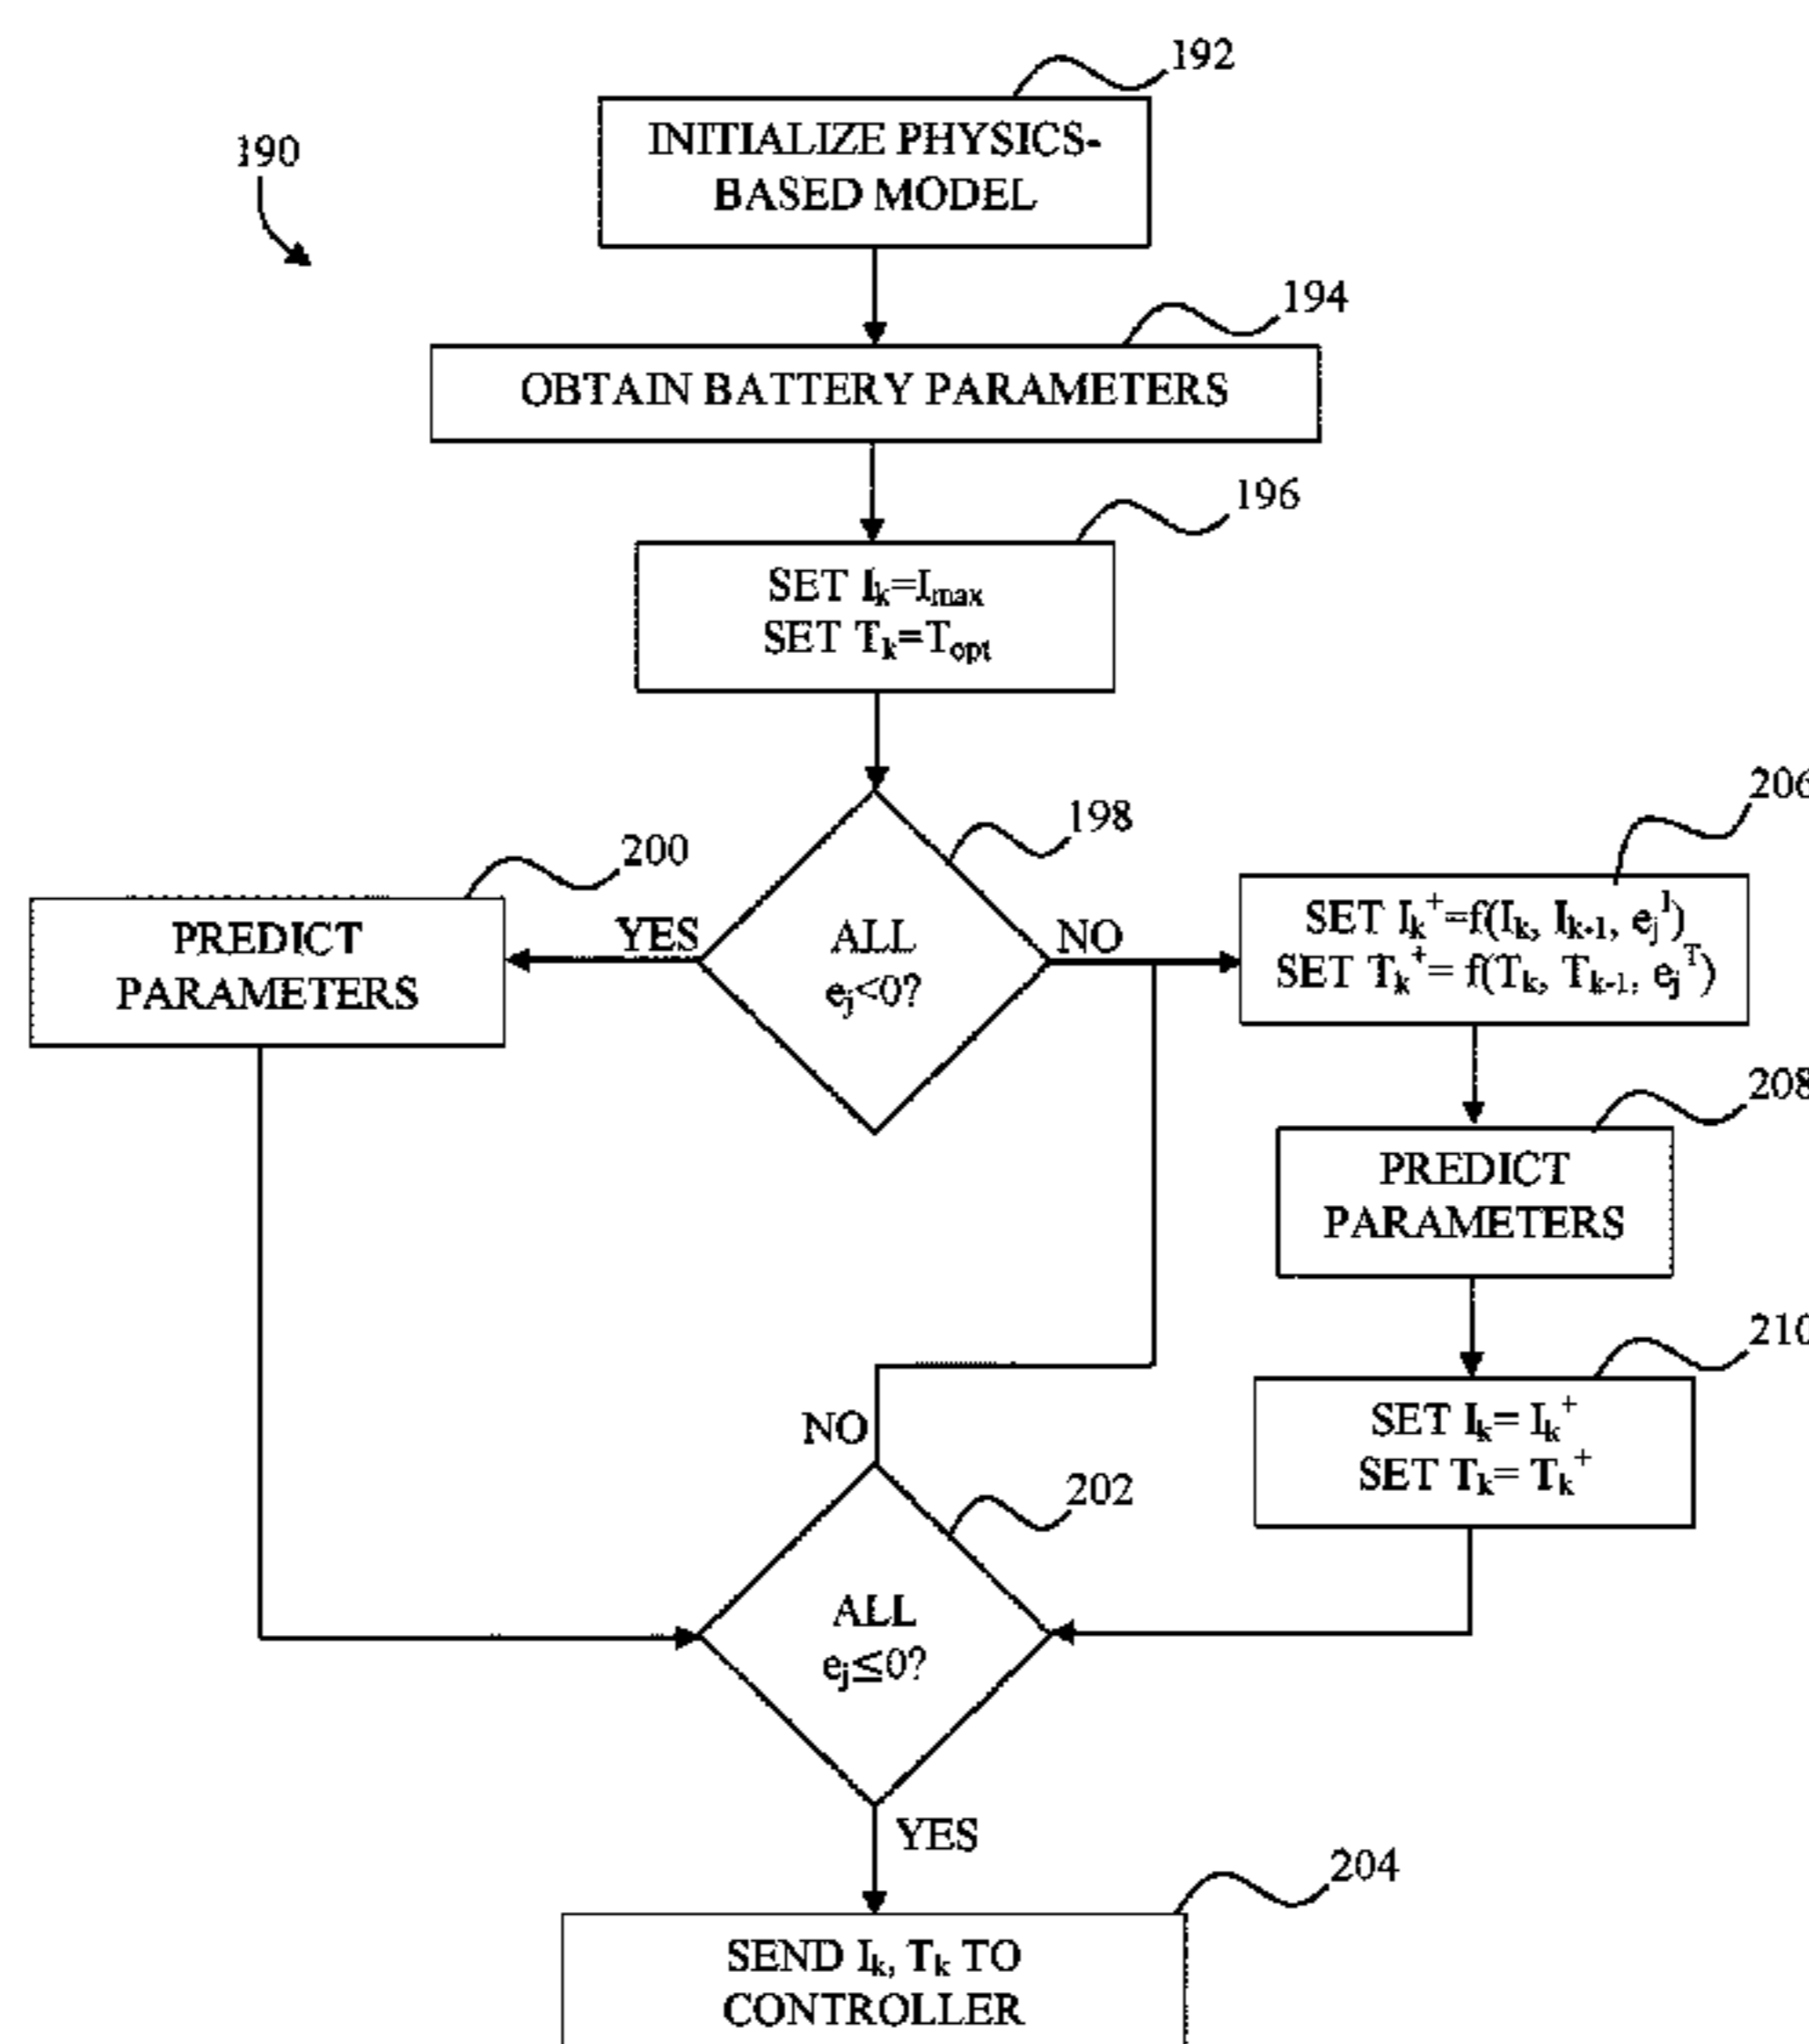 192
190
INITIALIZE PHYSICS-
BASED MODEL
194
OBTAIN BATTERY PARAMETERS
196
SET Iₖ=Iₘₐₓ
SET Tₖ=Tₒₚₜ
198
ALL
eⱼ<0?
YES
NO
200
PREDICT
PARAMETERS
206
SET Iₖ⁺=f(Iₖ, Iₖ₋₁, eⱼᴵ)
SET Tₖ⁺= f(Tₖ, Tₖ₋₁, eⱼᵀ)
208
PREDICT
PARAMETERS
210
SET Iₖ= Iₖ⁺
SET Tₖ= Tₖ⁺
NO
202
ALL
eⱼ≤0?
YES
204
SEND Iₖ, Tₖ TO
CONTROLLER